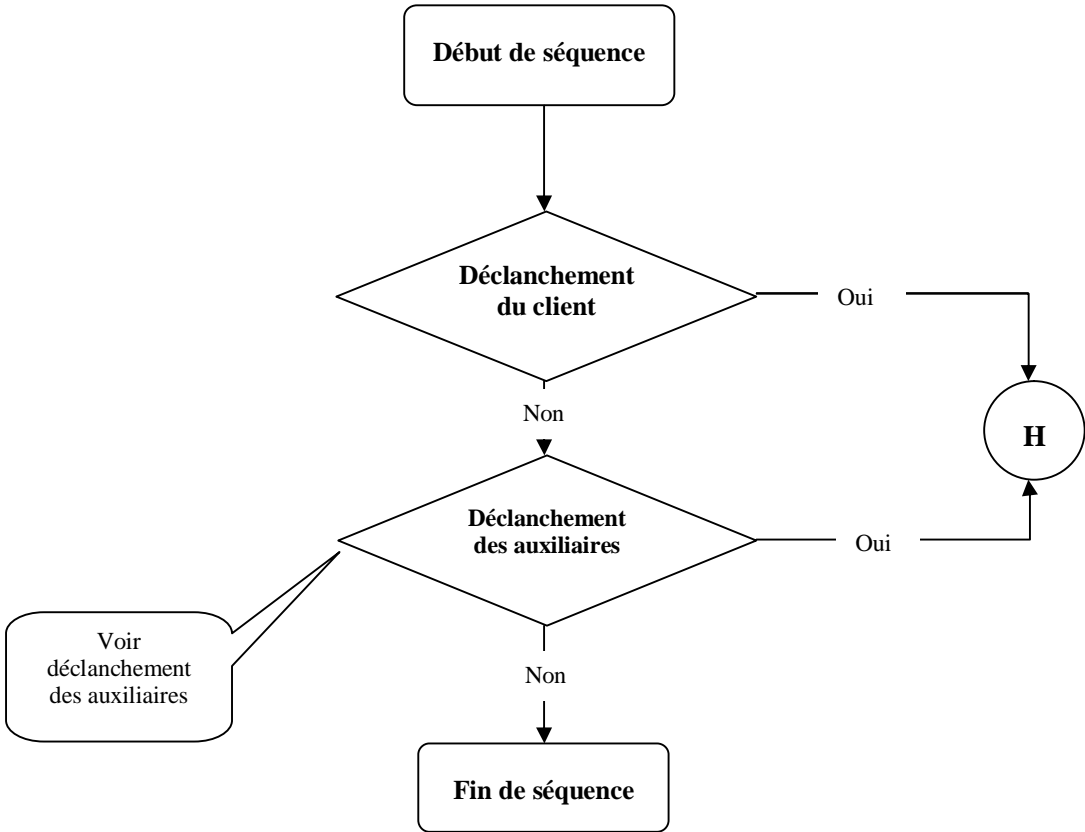 Début de séquence
Déclanchement
du client
Oui
Non
H
Déclanchement
des auxiliaires
Oui
Voir
déclanchement
des auxiliaires
Non
Fin de séquence